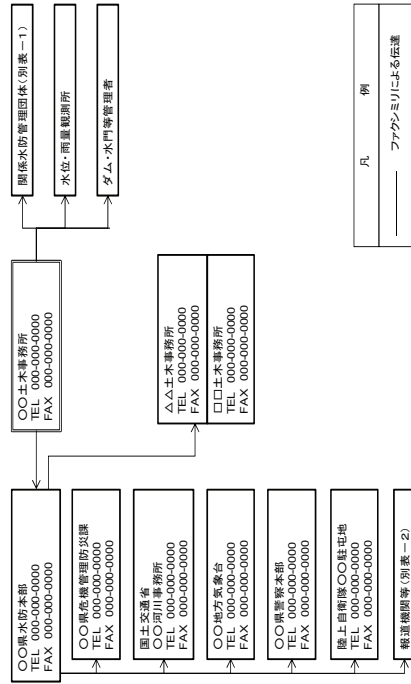 ○○県水防本部
TEL 000-000-0000
FAX 000-000-0000
○○県危機管理防災課
TEL 000-000-0000
FAX 000-000-0000
国土交通省
○○河川事務所
TEL 000-000-0000
FAX 000-000-0000
○○地方気象台
TEL 000-000-0000
FAX 000-000-0000
○○県警察本部
TEL 000-000-0000
FAX 000-000-0000
陸上自衛隊○○駐屯地
TEL 000-000-0000
FAX 000-000-0000
報道機関等(別表－2)
○○土木事務所
TEL 000-000-0000
FAX 000-000-0000
△△土木事務所
TEL 000-000-0000
FAX 000-000-0000
□□土木事務所
TEL 000-000-0000
FAX 000-000-0000
関係水防管理団体(別表－1)
水位・雨量観測所
ダム・水門等管理者
凡 例
ファクシミリによる伝達